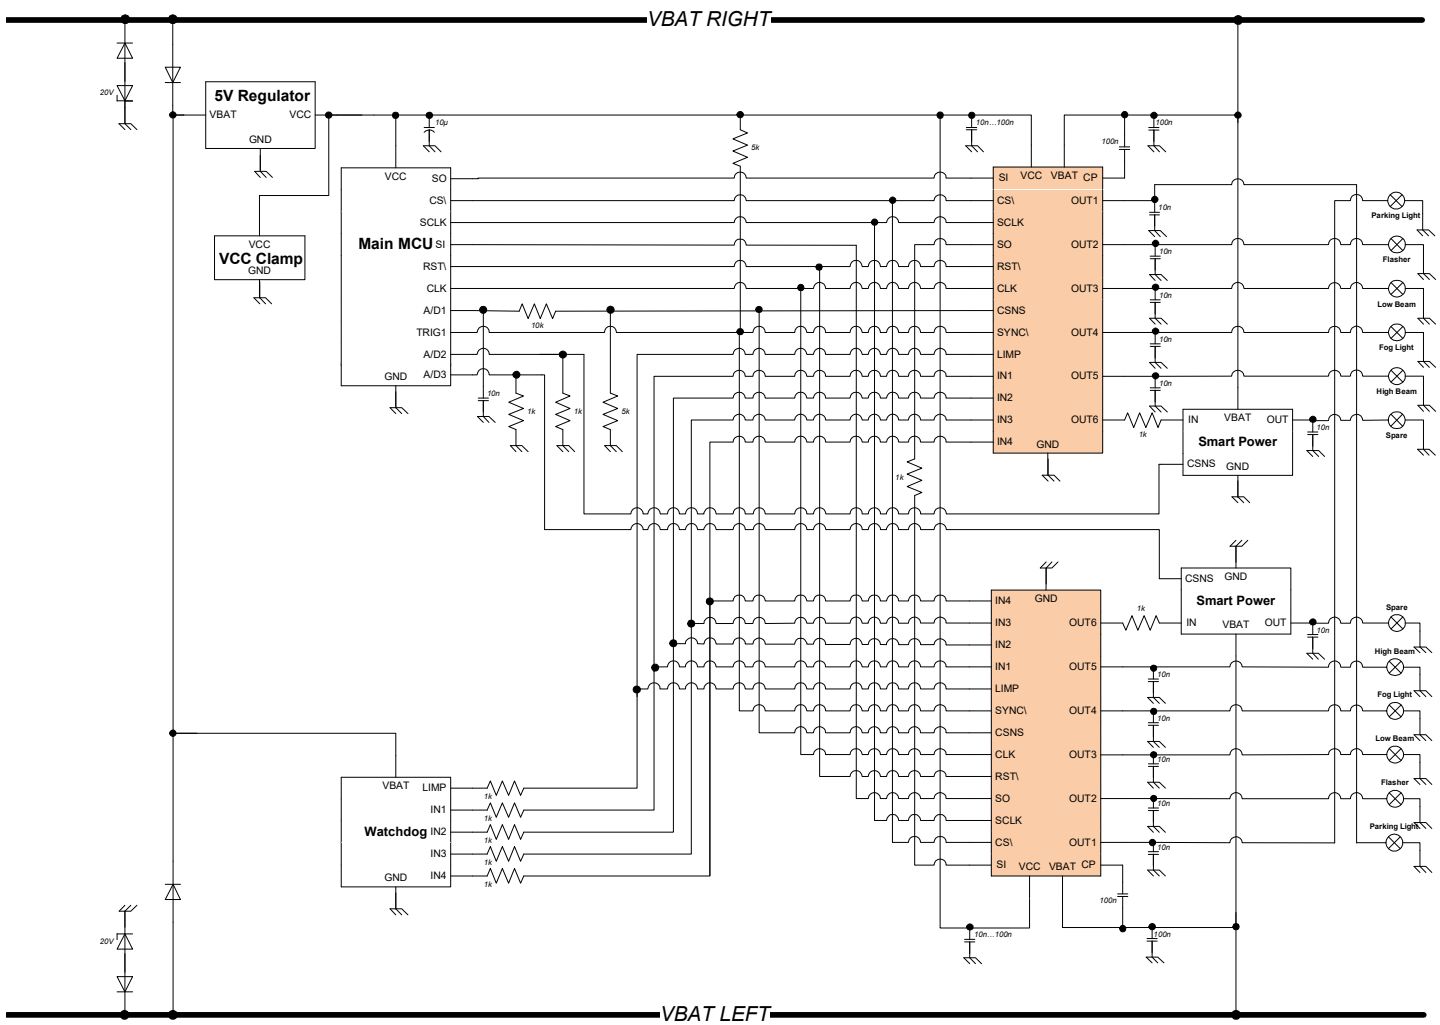 VBAT RIGHT
20V
5V Regulator
VBAT VCC
GND
10µ
5k
10n...100n
100n
100n
VCC
GND
VCC Clamp
VCC
SO
CS\
SCLK
Main MCU SI
RST\
CLK
A/D1
TRIG1
A/D2
A/D3
GND
10k
10n
1k
1k
5k
SI VCC VBAT CP
CS\ OUT1
SCLK
SO OUT2
RST\
CLK OUT3
CSNS
SYNC\ OUT4
LIMP
IN1 OUT5
IN2
IN3 OUT6
IN4
GND
10n
10n
10n
10n
10n
1k
1k
IN VBAT OUT
Smart Power
CSNS GND
10n
Parking Light
Flasher
Low Beam
Fog Light
High Beam
Spare
CSNS GND
Smart Power
IN VBAT OUT
10n
1k
GND
IN4
IN3 OUT6
IN2
IN1 OUT5
LIMP
SYNC\ OUT4
CSNS
CLK OUT3
RST\
SO OUT2
SCLK
CS\ OUT1
SI VCC VBAT CP
10n
10n
10n
10n
10n
Spare
High Beam
Fog Light
Low Beam
Flasher
Parking Light
VBAT LIMP
IN1
Watchdog IN2
IN3
GND IN4
1k
1k
1k
1k
1k
100n
10n...100n
100n
20V
VBAT LEFT